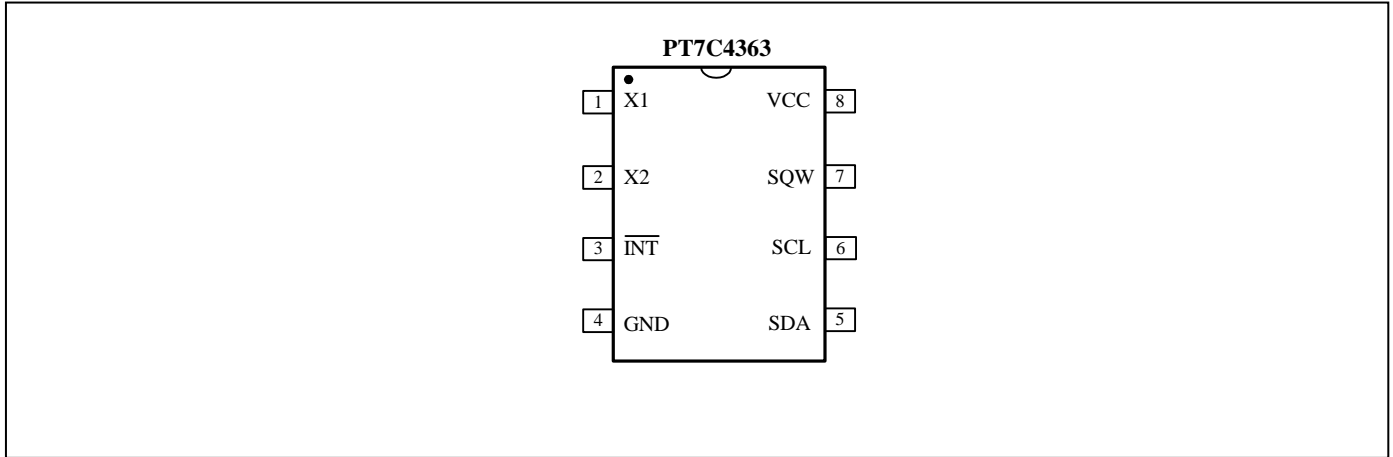 PT7C4363
1 X1 VCC 8
2 X2 SQW 7
3 INT SCL 6
4 GND SDA 5